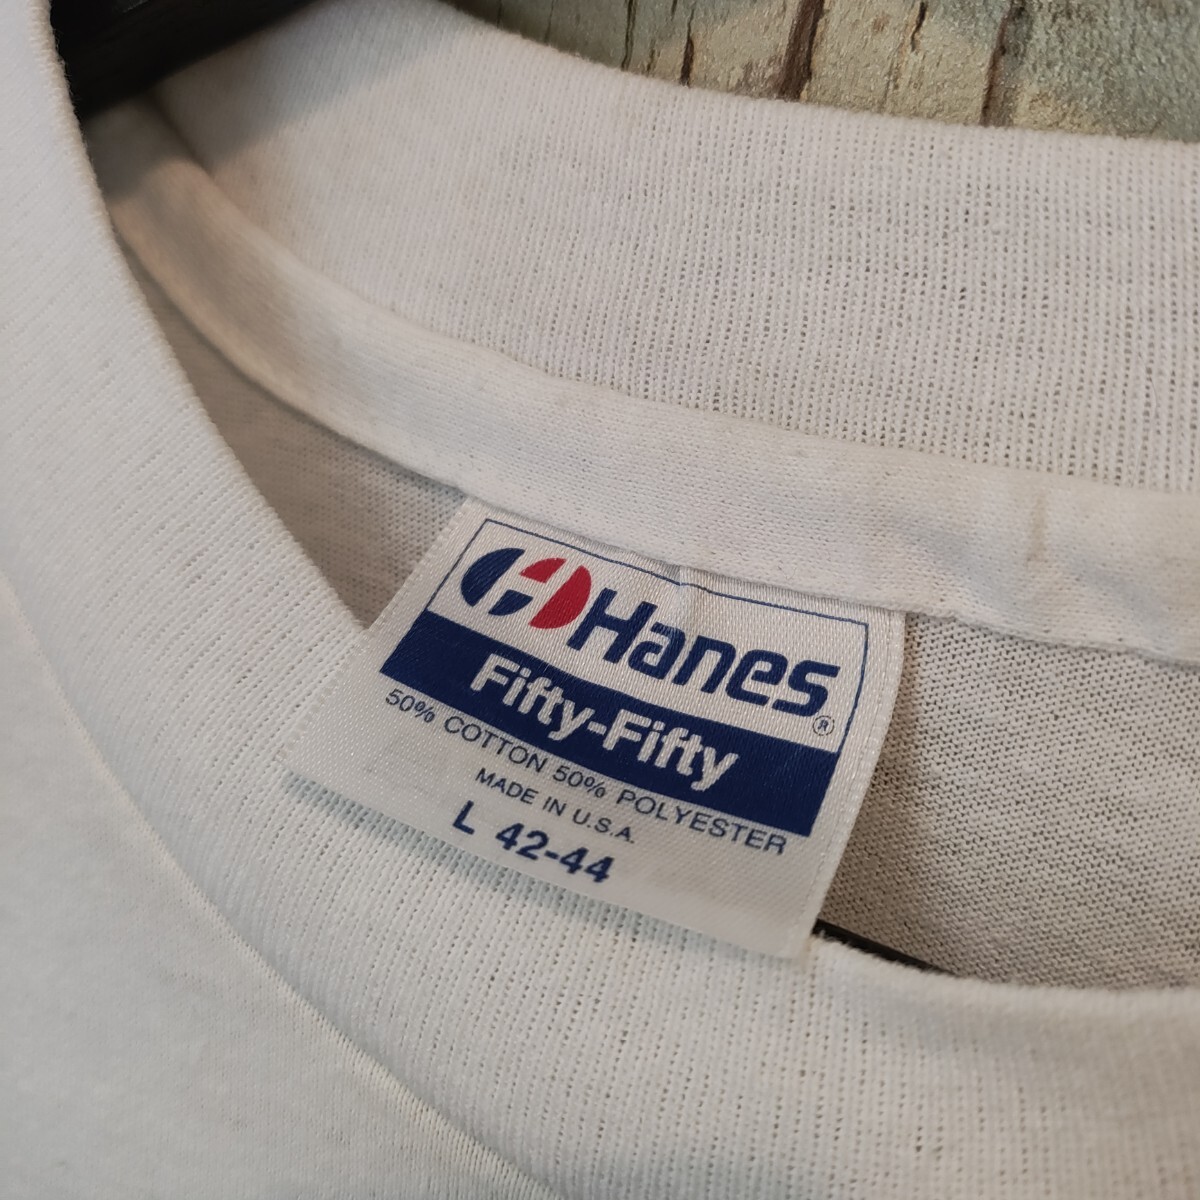 Hanes®
Fifty-Fifty
50% COTTON 50% POLYESTER
MADE IN U.S.A.
L 42-44